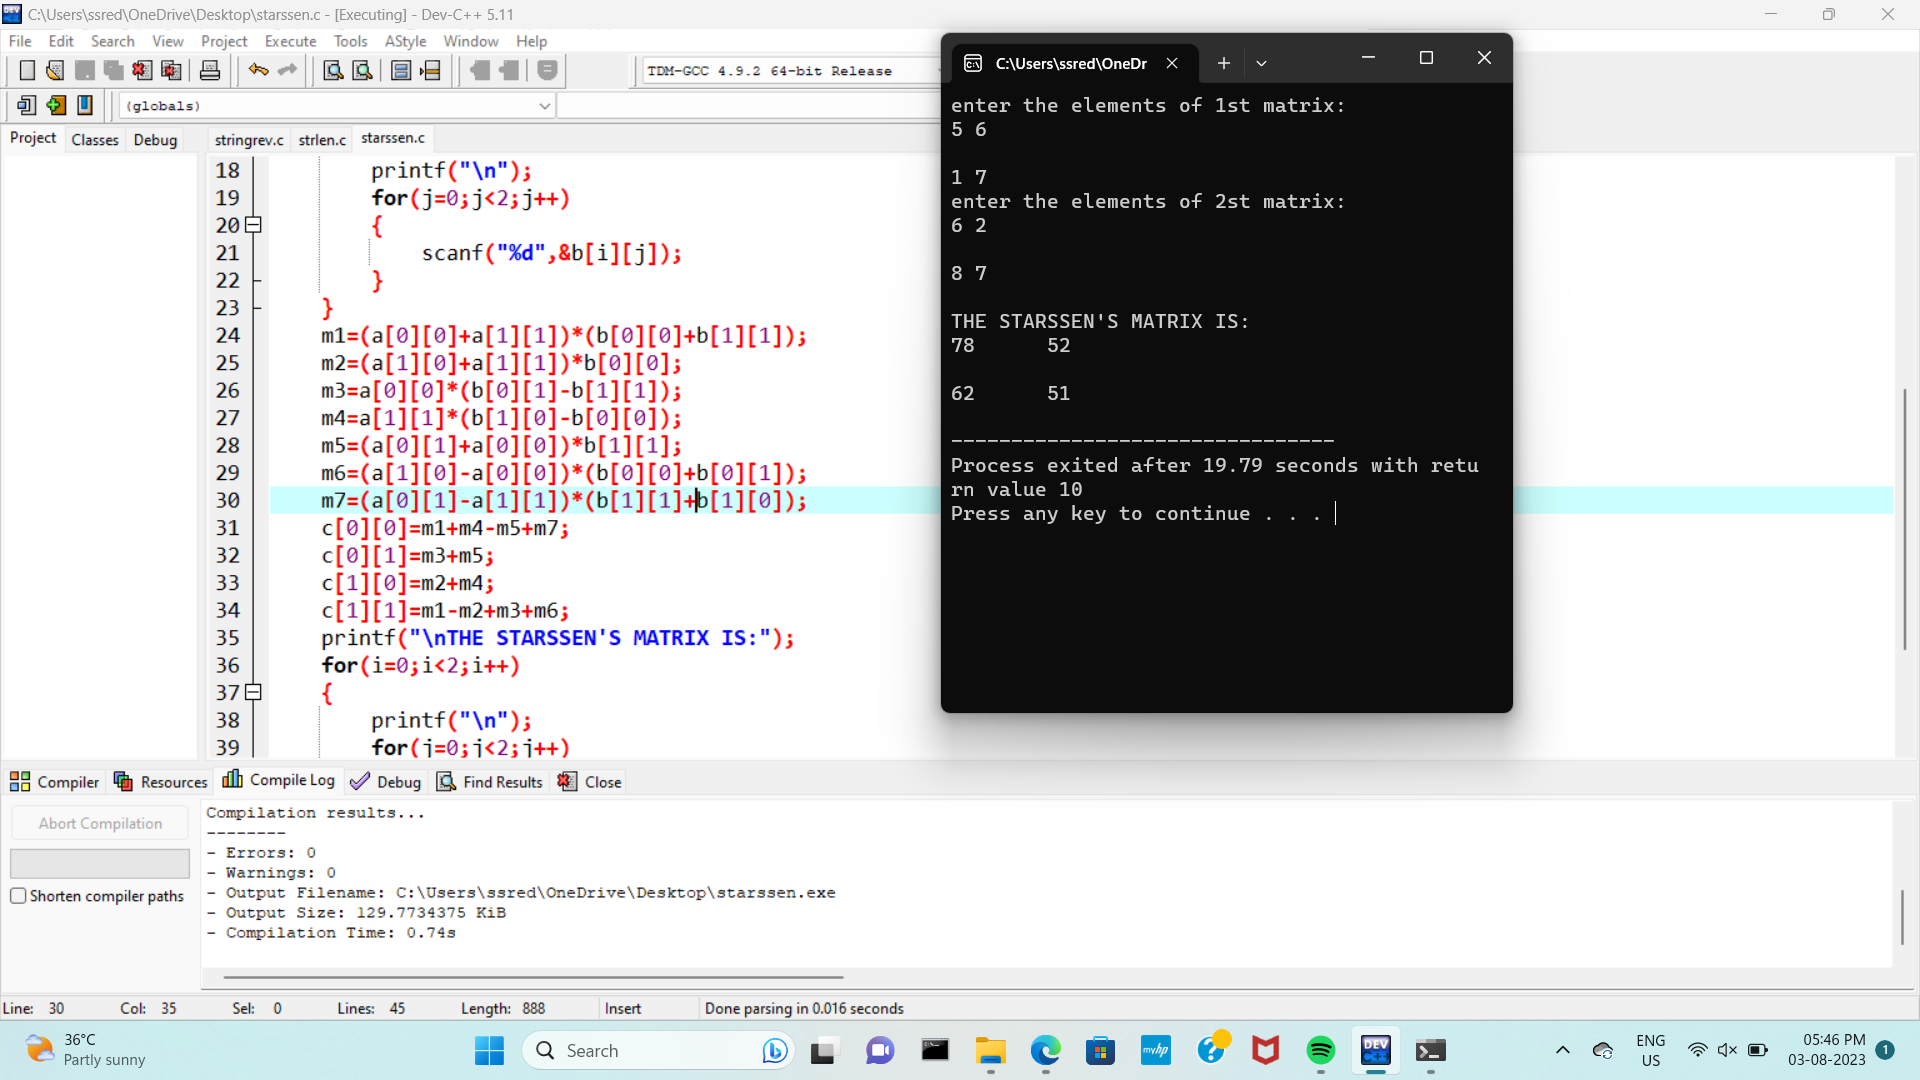 C:\Users\ssred\OneDrive\Desktop\starssen.c - [Executing] - Dev-C++ 5.11
File Edit Search View Project Execute Tools AStyle Window Help
TDM-GCC 4.9.2 64-bit Release
(globals)
Project Classes Debug
stringrev.c strlen.c starssen.c
18 printf("\n");
19 for(j=0;j<2;j++)
20 {
21 scanf("%d",&b[i][j]);
22 }
23 }
24 m1=(a[0][0]+a[1][1])*(b[0][0]+b[1][1]);
25 m2=(a[1][0]+a[1][1])*b[0][0];
26 m3=a[0][0]*(b[0][1]-b[1][1]);
27 m4=a[1][1]*(b[1][0]-b[0][0]);
28 m5=(a[0][1]+a[0][0])*b[1][1];
29 m6=(a[1][0]-a[0][0])*(b[0][0]+b[0][1]);
30 m7=(a[0][1]-a[1][1])*(b[1][1]+b[1][0]);
31 c[0][0]=m1+m4-m5+m7;
32 c[0][1]=m3+m5;
33 c[1][0]=m2+m4;
34 c[1][1]=m1-m2+m3+m6;
35 printf("\nTHE STARSSEN'S MATRIX IS:");
36 for(i=0;i<2;i++)
37 {
38 printf("\n");
39 for(j=0;j<2;j++)
C:\Users\ssred\OneDr
enter the elements of 1st matrix:
5 6
1 7
enter the elements of 2st matrix:
6 2
8 7
THE STARSSEN'S MATRIX IS:
78 52
62 51
--------------------------------
Process exited after 19.79 seconds with retu
rn value 10
Press any key to continue . . .
Compiler Resources Compile Log Debug Find Results Close
Abort Compilation
Shorten compiler paths
Compilation results...
--------
- Errors: 0
- Warnings: 0
- Output Filename: C:\Users\ssred\OneDrive\Desktop\starssen.exe
- Output Size: 129.7734375 KiB
- Compilation Time: 0.74s
Line: 30 Col: 35 Sel: 0 Lines: 45 Length: 888 Insert Done parsing in 0.016 seconds
36°C
Partly sunny
Search
myhp
DEV
C++
ENG
US
05:46 PM
03-08-2023
1